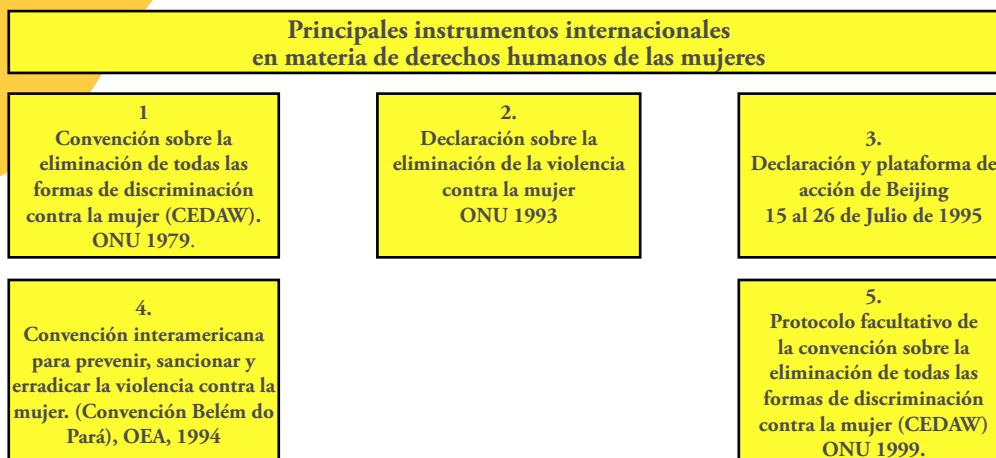 Principales instrumentos internacionales
en materia de derechos humanos de las mujeres
1
Convención sobre la
eliminación de todas las
formas de discriminación
contra la mujer (CEDAW).
ONU 1979.
2.
Declaración sobre la
eliminación de la violencia
contra la mujer
ONU 1993
3.
Declaración y plataforma de
acción de Beijing
15 al 26 de Julio de 1995
4.
Convención interamericana
para prevenir, sancionar y
erradicar la violencia contra la
mujer. (Convención Belém do
Pará), OEA, 1994
5.
Protocolo facultativo de
la convención sobre la
eliminación de todas las
formas de discriminación
contra la mujer (CEDAW)
ONU 1999.